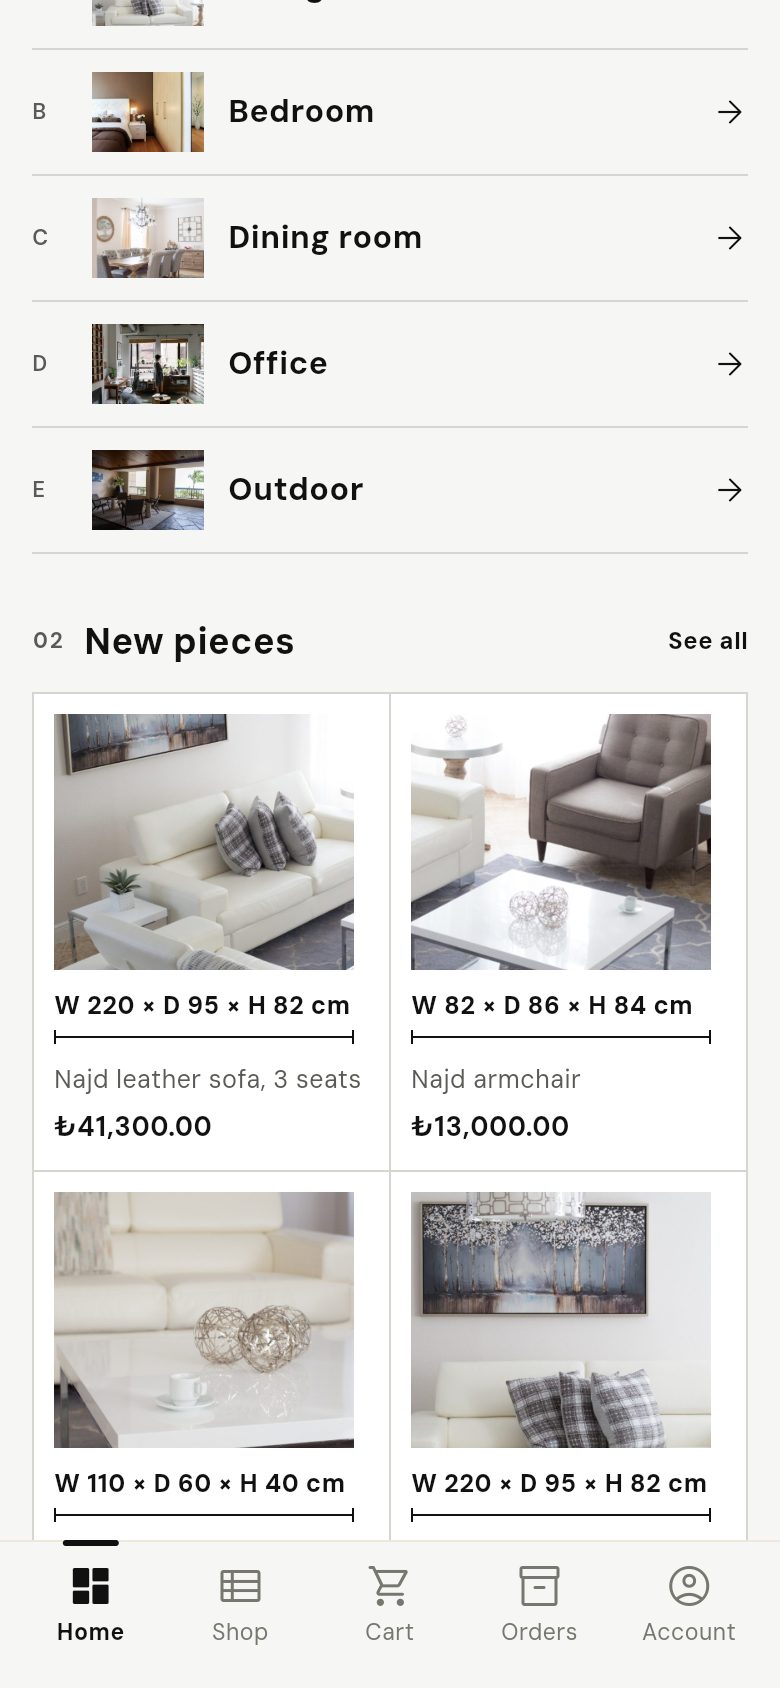 B
Bedroom
C
Dining room
D
Office
E
Outdoor
02 New pieces
See all
W 220 × D 95 × H 82 cm
W 82 × D 86 × H 84 cm
Najd leather sofa, 3 seats
Najd armchair
₺41,300.00
₺13,000.00
W 110 × D 60 × H 40 cm
W 220 × D 95 × H 82 cm
Home
Shop
Cart
Orders
Account